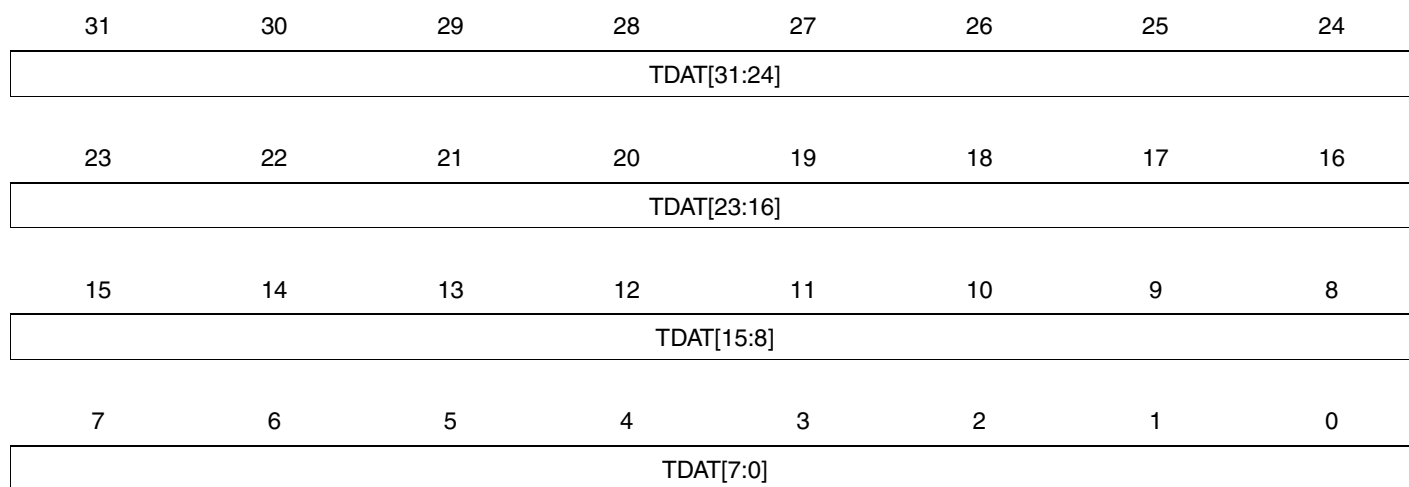 31 30 29 28 27 26 25 24
TDAT[31:24]
23 22 21 20 19 18 17 16
TDAT[23:16]
15 14 13 12 11 10 9 8
TDAT[15:8]
7 6 5 4 3 2 1 0
TDAT[7:0]